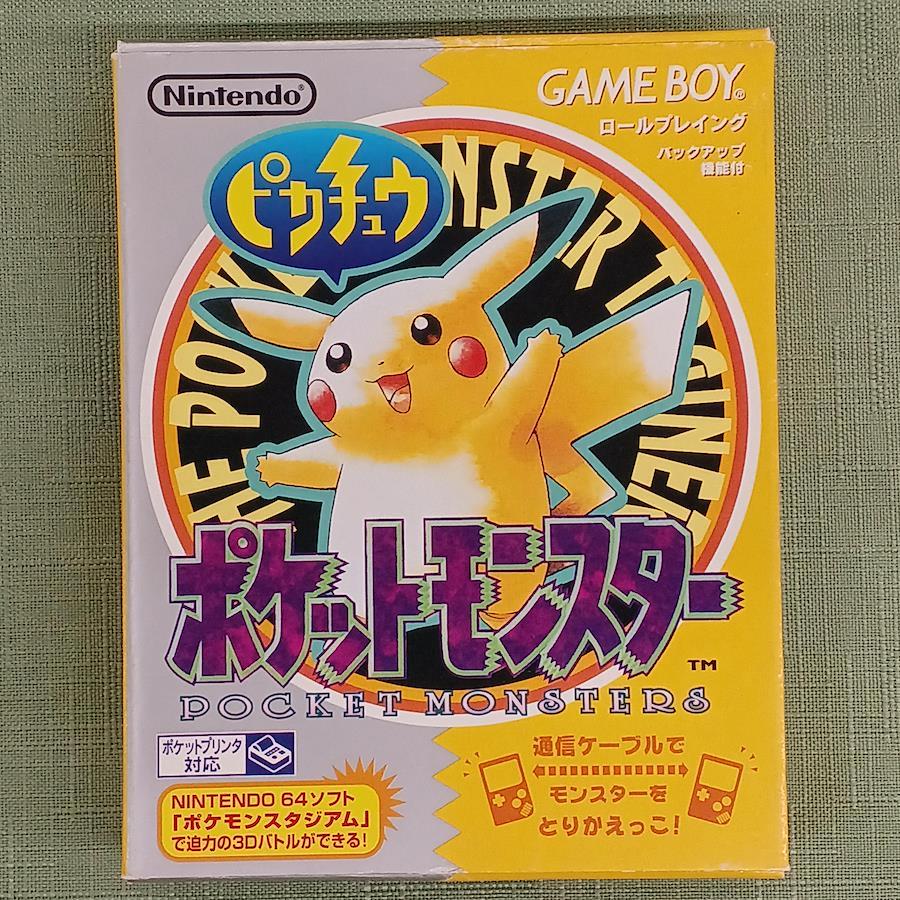 Nintendo®
GAME BOY®
ロールプレイング
バックアップ
機能付
ピカチュウ
THE POCKET MONSTER TRAINER
ポケットモンスター
TM
POCKET MONSTERS
ポケットプリンタ
対応
NINTENDO 64ソフト
「ポケモンスタジアム」
で迫力の3Dバトルができる!
通信ケーブルで
モンスターを
とりかえっこ!